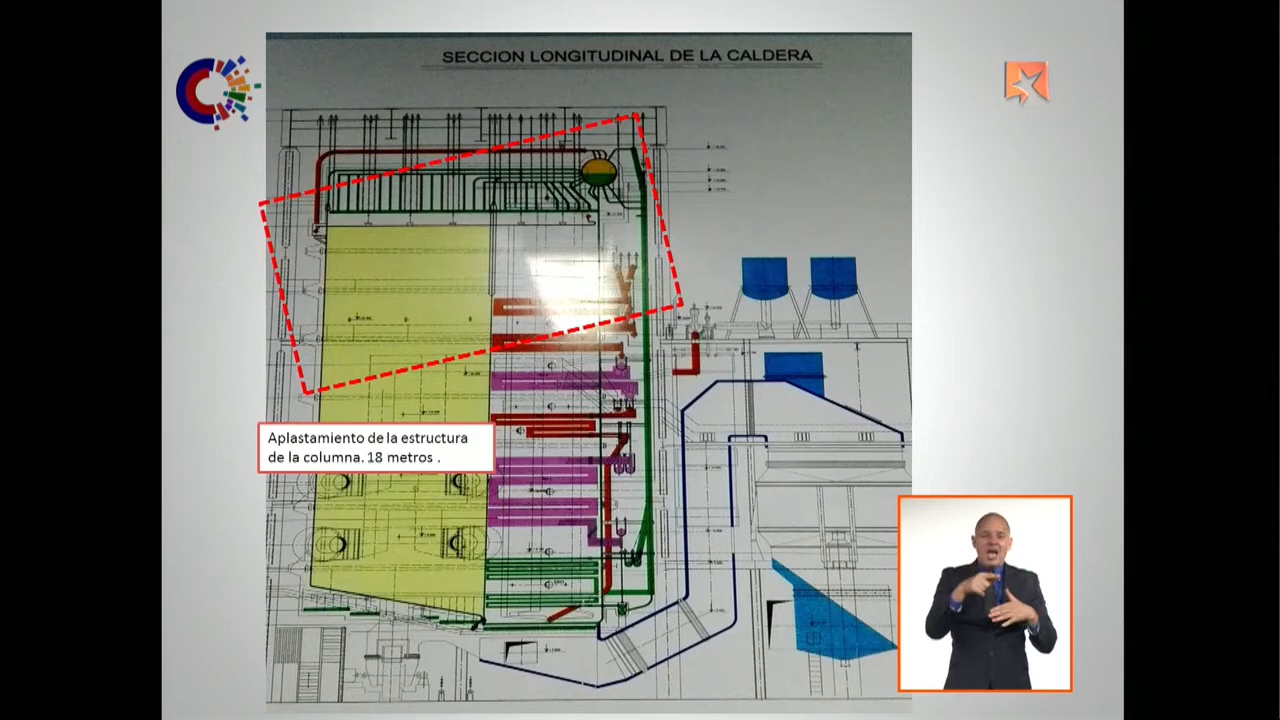 SECCION LONGITUDINAL DE LA CALDERA
Aplastamiento de la estructura
de la columna. 18 metros .